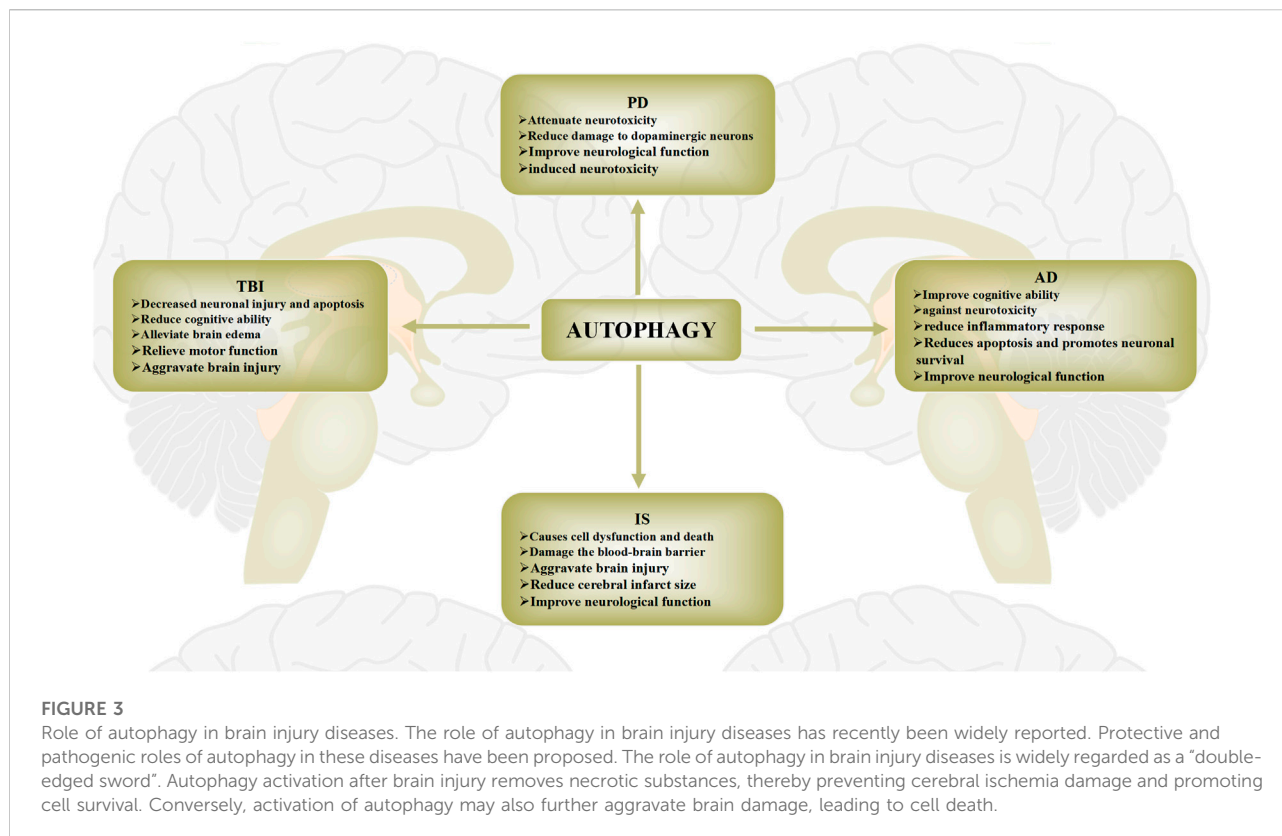 PD
➢Attenuate neurotoxicity
➢Reduce damage to dopaminergic neurons
➢Improve neurological function
➢induced neurotoxicity
TBI
➢Decreased neuronal injury and apoptosis
➢Reduce cognitive ability
➢Alleviate brain edema
➢Relieve motor function
➢Aggravate brain injury
AUTOPHAGY
AD
➢Improve cognitive ability
➢against neurotoxicity
➢reduce inflammatory response
➢Reduces apoptosis and promotes neuronal
survival
➢Improve neurological function
IS
➢Causes cell dysfunction and death
➢Damage the blood-brain barrier
➢Aggravate brain injury
➢Reduce cerebral infarct size
➢Improve neurological function
FIGURE 3
Role of autophagy in brain injury diseases. The role of autophagy in brain injury diseases has recently been widely reported. Protective and
pathogenic roles of autophagy in these diseases have been proposed. The role of autophagy in brain injury diseases is widely regarded as a “double-
edged sword”. Autophagy activation after brain injury removes necrotic substances, thereby preventing cerebral ischemia damage and promoting
cell survival. Conversely, activation of autophagy may also further aggravate brain damage, leading to cell death.